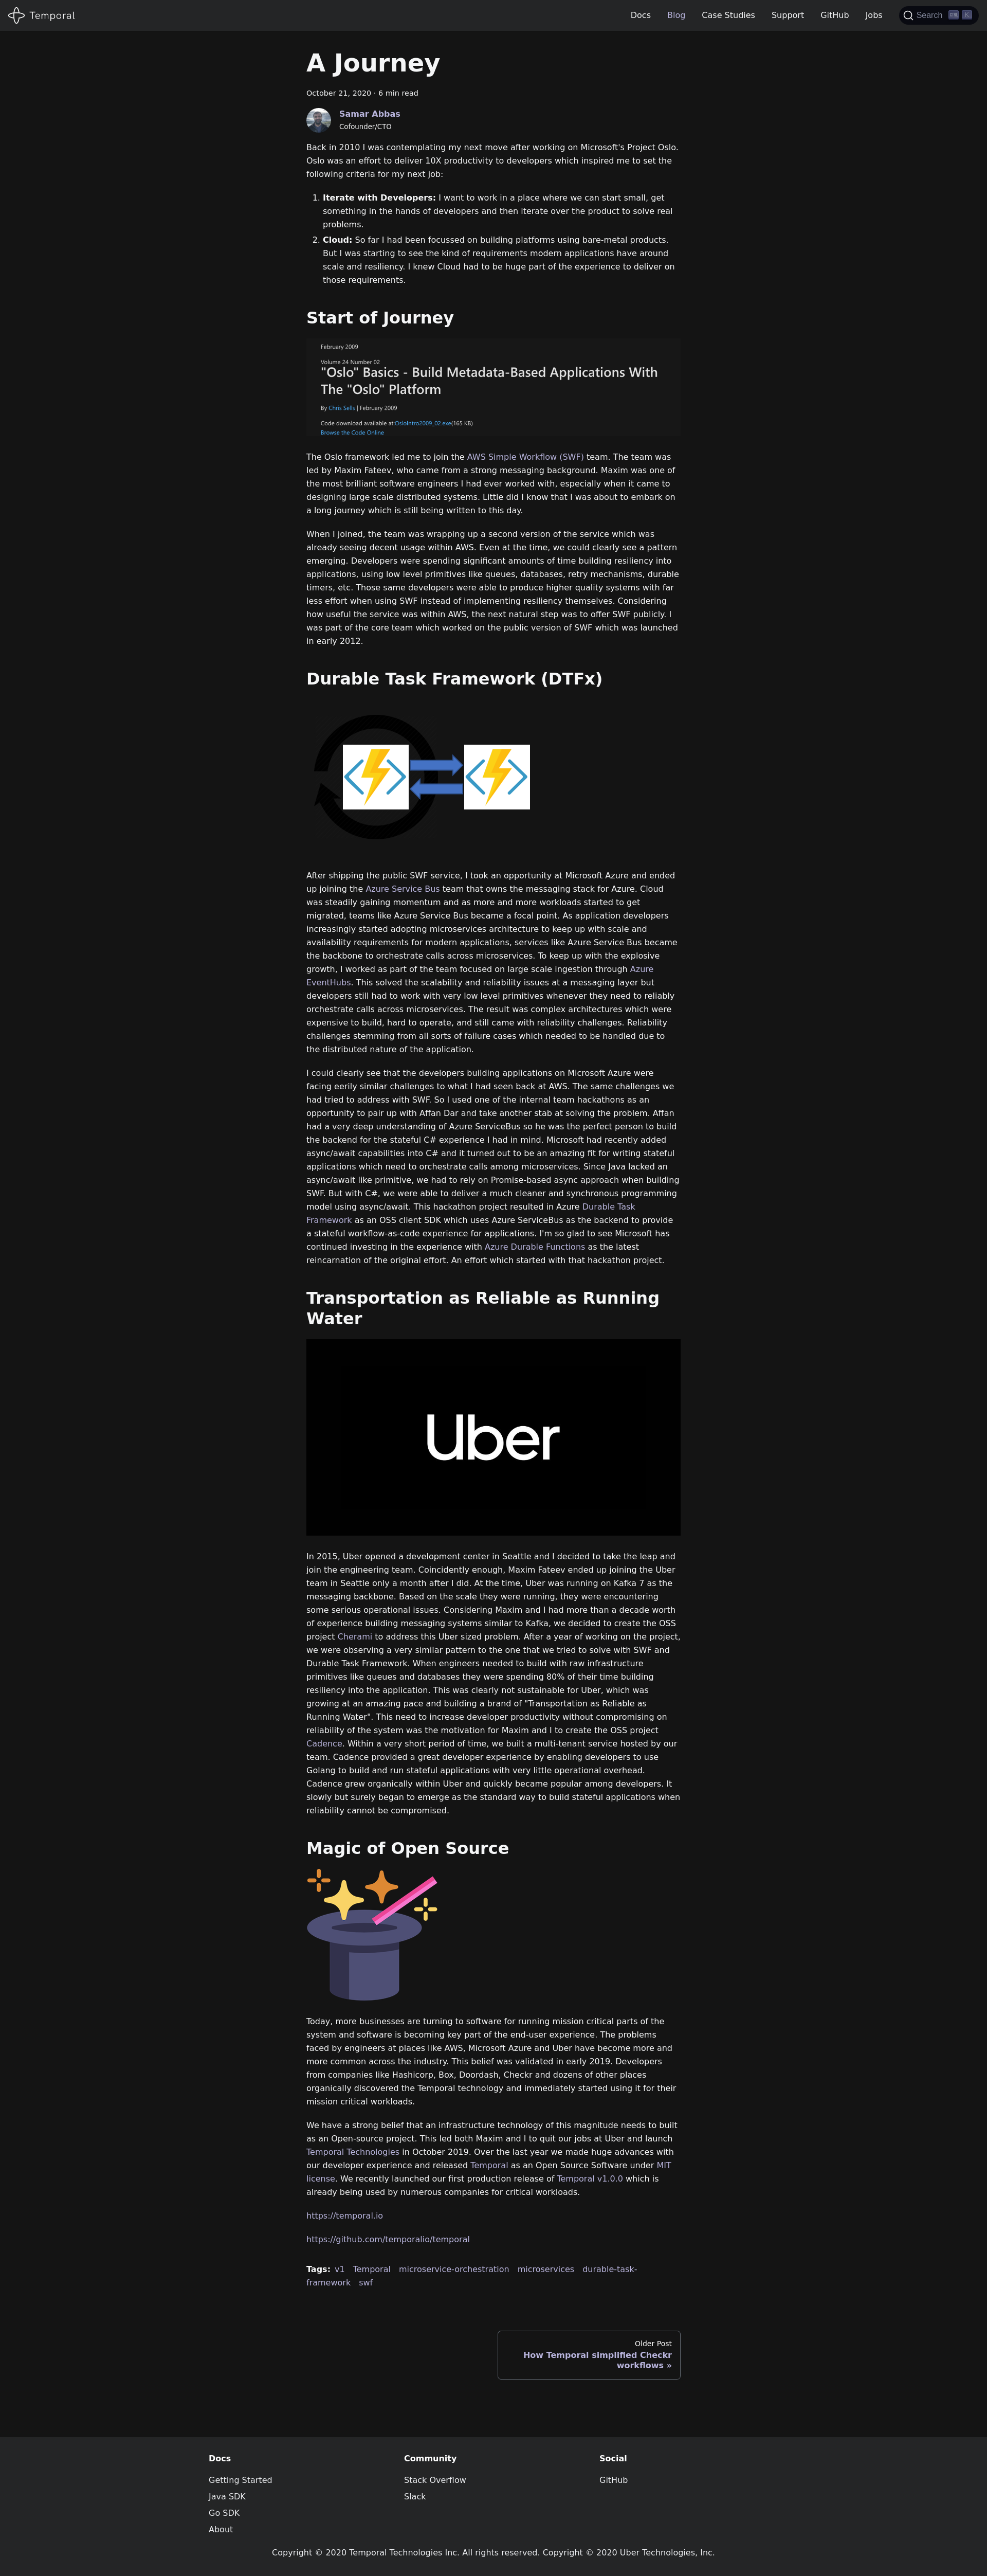 Temporal
Docs
Blog
Case Studies
Support
GitHub
Jobs
Search
A Journey
October 21, 2020 · 6 min read
Samar Abbas
Cofounder/CTO
Back in 2010 I was contemplating my next move after working on Microsoft's Project Oslo.
Oslo was an effort to deliver 10X productivity to developers which inspired me to set the
following criteria for my next job:
1. Iterate with Developers: I want to work in a place where we can start small, get
something in the hands of developers and then iterate over the product to solve real
problems.
2. Cloud: So far I had been focussed on building platforms using bare-metal products.
But I was starting to see the kind of requirements modern applications have around
scale and resiliency. I knew Cloud had to be huge part of the experience to deliver on
those requirements.
Start of Journey
February 2009
Volume 24 Number 02
"Oslo" Basics - Build Metadata-Based Applications With
The "Oslo" Platform
By Chris Sells | February 2009
Code download available at:OsloIntro2009_02.exe(165 KB)
Browse the Code Online
The Oslo framework led me to join the AWS Simple Workflow (SWF) team. The team was
led by Maxim Fateev, who came from a strong messaging background. Maxim was one of
the most brilliant software engineers I had ever worked with, especially when it came to
designing large scale distributed systems. Little did I know that I was about to embark on
a long journey which is still being written to this day.
When I joined, the team was wrapping up a second version of the service which was
already seeing decent usage within AWS. Even at the time, we could clearly see a pattern
emerging. Developers were spending significant amounts of time building resiliency into
applications, using low level primitives like queues, databases, retry mechanisms, durable
timers, etc. Those same developers were able to produce higher quality systems with far
less effort when using SWF instead of implementing resiliency themselves. Considering
how useful the service was within AWS, the next natural step was to offer SWF publicly. I
was part of the core team which worked on the public version of SWF which was launched
in early 2012.
Durable Task Framework (DTFx)
After shipping the public SWF service, I took an opportunity at Microsoft Azure and ended
up joining the Azure Service Bus team that owns the messaging stack for Azure. Cloud
was steadily gaining momentum and as more and more workloads started to get
migrated, teams like Azure Service Bus became a focal point. As application developers
increasingly started adopting microservices architecture to keep up with scale and
availability requirements for modern applications, services like Azure Service Bus became
the backbone to orchestrate calls across microservices. To keep up with the explosive
growth, I worked as part of the team focused on large scale ingestion through Azure
EventHubs. This solved the scalability and reliability issues at a messaging layer but
developers still had to work with very low level primitives whenever they need to reliably
orchestrate calls across microservices. The result was complex architectures which were
expensive to build, hard to operate, and still came with reliability challenges. Reliability
challenges stemming from all sorts of failure cases which needed to be handled due to
the distributed nature of the application.
I could clearly see that the developers building applications on Microsoft Azure were
facing eerily similar challenges to what I had seen back at AWS. The same challenges we
had tried to address with SWF. So I used one of the internal team hackathons as an
opportunity to pair up with Affan Dar and take another stab at solving the problem. Affan
had a very deep understanding of Azure ServiceBus so he was the perfect person to build
the backend for the stateful C# experience I had in mind. Microsoft had recently added
async/await capabilities into C# and it turned out to be an amazing fit for writing stateful
applications which need to orchestrate calls among microservices. Since Java lacked an
async/await like primitive, we had to rely on Promise-based async approach when building
SWF. But with C#, we were able to deliver a much cleaner and synchronous programming
model using async/await. This hackathon project resulted in Azure Durable Task
Framework as an OSS client SDK which uses Azure ServiceBus as the backend to provide
a stateful workflow-as-code experience for applications. I'm so glad to see Microsoft has
continued investing in the experience with Azure Durable Functions as the latest
reincarnation of the original effort. An effort which started with that hackathon project.
Transportation as Reliable as Running
Water
Uber
In 2015, Uber opened a development center in Seattle and I decided to take the leap and
join the engineering team. Coincidently enough, Maxim Fateev ended up joining the Uber
team in Seattle only a month after I did. At the time, Uber was running on Kafka 7 as the
messaging backbone. Based on the scale they were running, they were encountering
some serious operational issues. Considering Maxim and I had more than a decade worth
of experience building messaging systems similar to Kafka, we decided to create the OSS
project Cherami to address this Uber sized problem. After a year of working on the project,
we were observing a very similar pattern to the one that we tried to solve with SWF and
Durable Task Framework. When engineers needed to build with raw infrastructure
primitives like queues and databases they were spending 80% of their time building
resiliency into the application. This was clearly not sustainable for Uber, which was
growing at an amazing pace and building a brand of "Transportation as Reliable as
Running Water". This need to increase developer productivity without compromising on
reliability of the system was the motivation for Maxim and I to create the OSS project
Cadence. Within a very short period of time, we built a multi-tenant service hosted by our
team. Cadence provided a great developer experience by enabling developers to use
Golang to build and run stateful applications with very little operational overhead.
Cadence grew organically within Uber and quickly became popular among developers. It
slowly but surely began to emerge as the standard way to build stateful applications when
reliability cannot be compromised.
Magic of Open Source
Today, more businesses are turning to software for running mission critical parts of the
system and software is becoming key part of the end-user experience. The problems
faced by engineers at places like AWS, Microsoft Azure and Uber have become more and
more common across the industry. This belief was validated in early 2019. Developers
from companies like Hashicorp, Box, Doordash, Checkr and dozens of other places
organically discovered the Temporal technology and immediately started using it for their
mission critical workloads.
We have a strong belief that an infrastructure technology of this magnitude needs to built
as an Open-source project. This led both Maxim and I to quit our jobs at Uber and launch
Temporal Technologies in October 2019. Over the last year we made huge advances with
our developer experience and released Temporal as an Open Source Software under MIT
license. We recently launched our first production release of Temporal v1.0.0 which is
already being used by numerous companies for critical workloads.
https://temporal.io
https://github.com/temporalio/temporal
Tags: v1 Temporal microservice-orchestration microservices durable-task-
framework swf
Older Post
How Temporal simplified Checkr
workflows »
Docs
Getting Started
Java SDK
Go SDK
About
Community
Stack Overflow
Slack
Social
GitHub
Copyright © 2020 Temporal Technologies Inc. All rights reserved. Copyright © 2020 Uber Technologies, Inc.